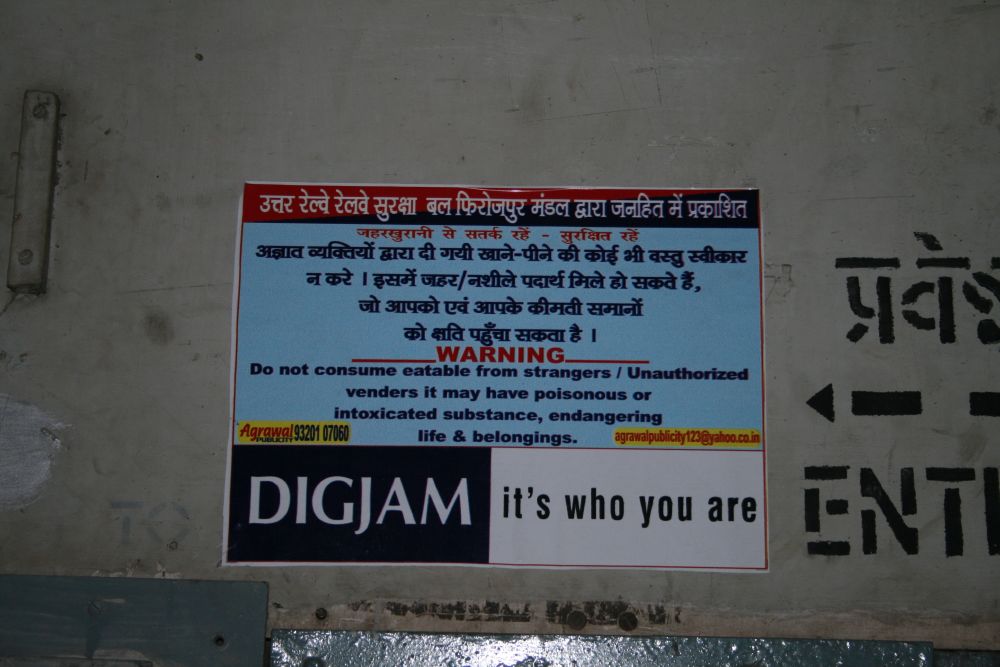 उत्तर रेल्वे रेलवे सुरक्षा बल फिरोजपुर मंडल द्वारा जनहित में प्रकाशित
जहरखुरानी से सतर्क रहें - सुरक्षित रहें
अज्ञात व्यक्तियों द्वारा दी गयी खाने-पीने की कोई भी वस्तु स्वीकार
न करे । इसमें जहर/नशीले पदार्थ मिले हो सकते हैं,
जो आपको एवं आपके कीमती समानों
को क्षति पहुँचा सकता है ।
WARNING
Do not consume eatable from strangers / Unauthorized
venders it may have poisonous or
intoxicated substance, endangering
life & belongings.
Agrawal PUBLICITY 93201 07060
agrawalpublicity123@yahoo.co.in
DIGJAM it's who you are
TO